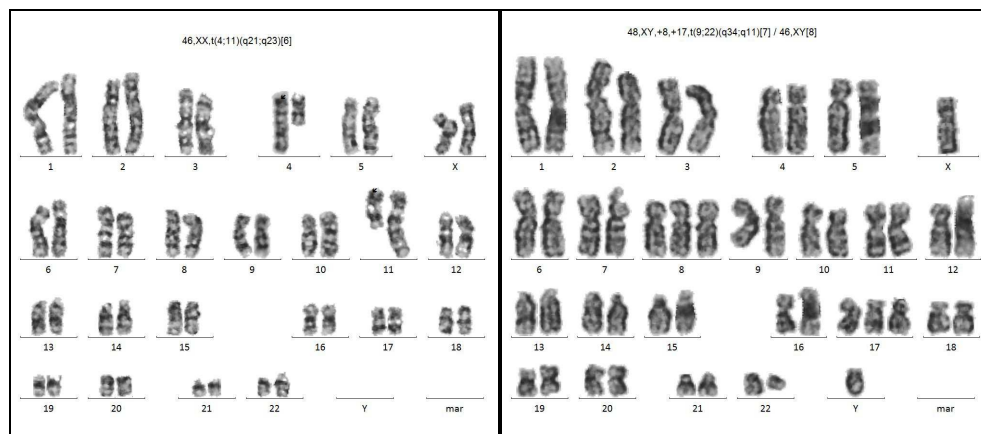 46,XX,t(4;11)(q21;q23)[6]
1 2 3 4 5 X
6 7 8 9 10 11 12
13 14 15 16 17 18
19 20 21 22 Y mar
48,XY,+8,+17,t(9;22)(q34;q11)[7] / 46,XY[8]
1 2 3 4 5 X
6 7 8 9 10 11 12
13 14 15 16 17 18
19 20 21 22 Y mar